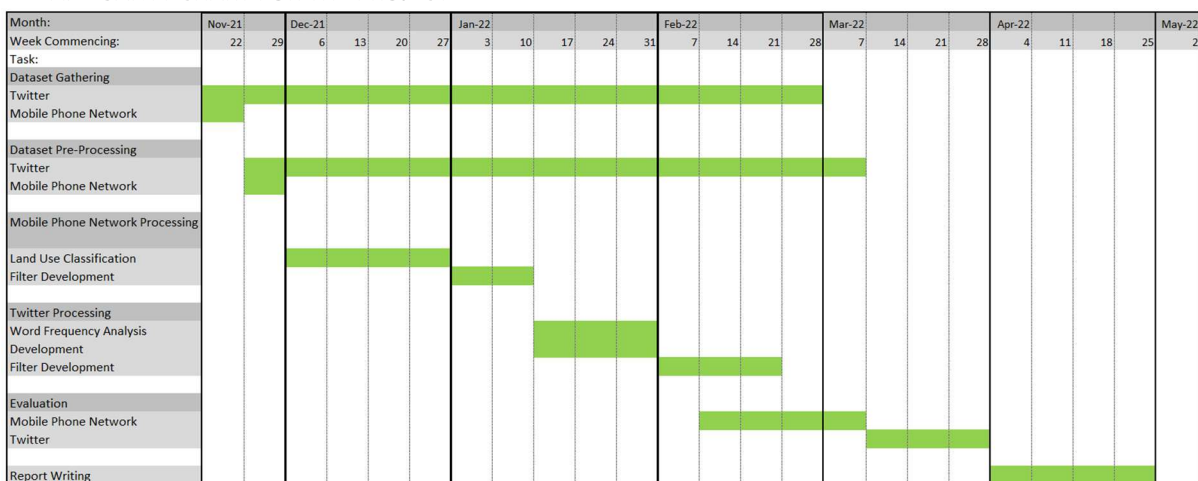 Month: Nov-21 Dec-21 Jan-22 Feb-22 Mar-22 Apr-22 May-22
Week Commencing: 22 29 6 13 20 27 3 10 17 24 31 7 14 21 28 7 14 21 28 4 11 18 25 2
Task:
Dataset Gathering
Twitter
Mobile Phone Network
Dataset Pre-Processing
Twitter
Mobile Phone Network
Mobile Phone Network Processing
Land Use Classification
Filter Development
Twitter Processing
Word Frequency Analysis
Development
Filter Development
Evaluation
Mobile Phone Network
Twitter
Report Writing